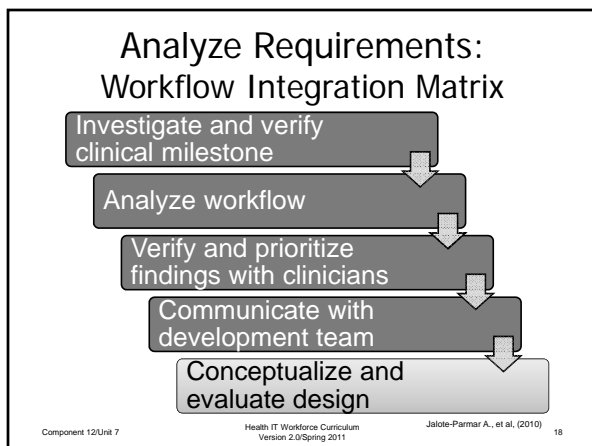 Analyze Requirements:
Workflow Integration Matrix
Investigate and verify
clinical milestone
Analyze workflow
Verify and prioritize
findings with clinicians
Communicate with
development team
Conceptualize and
evaluate design
Component 12/Unit 7
Health IT Workforce Curriculum
Version 2.0/Spring 2011
Jalote-Parmar A., et al, (2010)
18